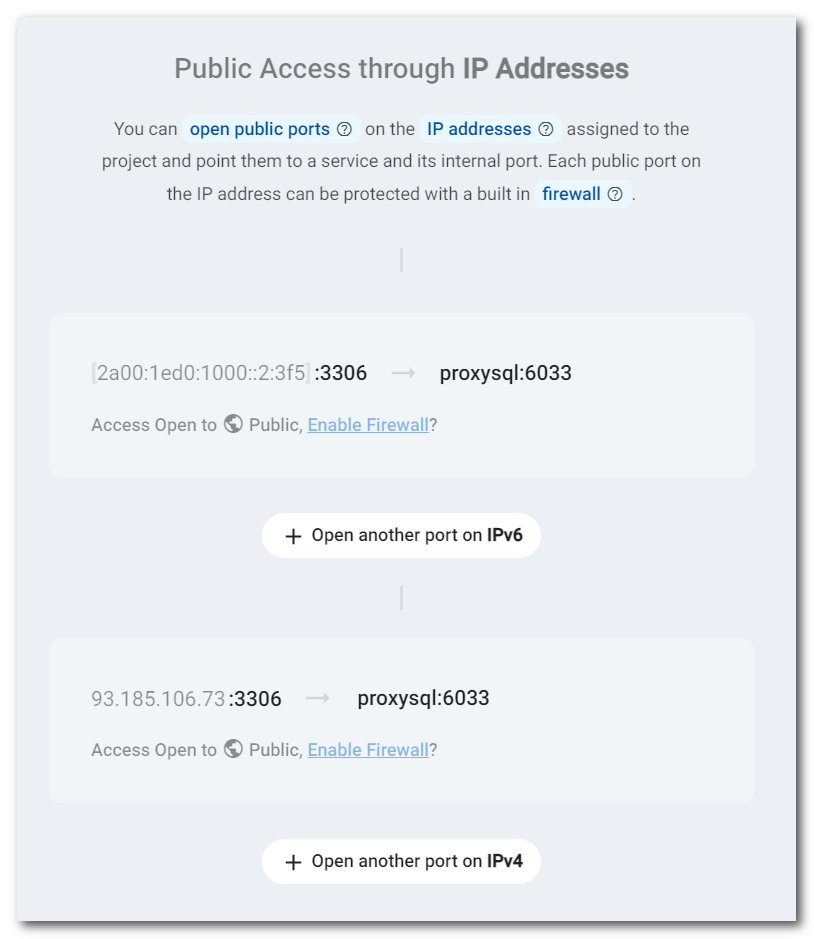 Public Access through IP Addresses
You can open public ports on the IP addresses assigned to the
project and point them to a service and its internal port. Each public port on
the IP address can be protected with a built in firewall .
[2a00:1ed0:1000::2:3f5] :3306 → proxysql:6033
Access Open to Public, Enable Firewall?
+ Open another port on IPv6
93.185.106.73 :3306 → proxysql:6033
Access Open to Public, Enable Firewall?
+ Open another port on IPv4